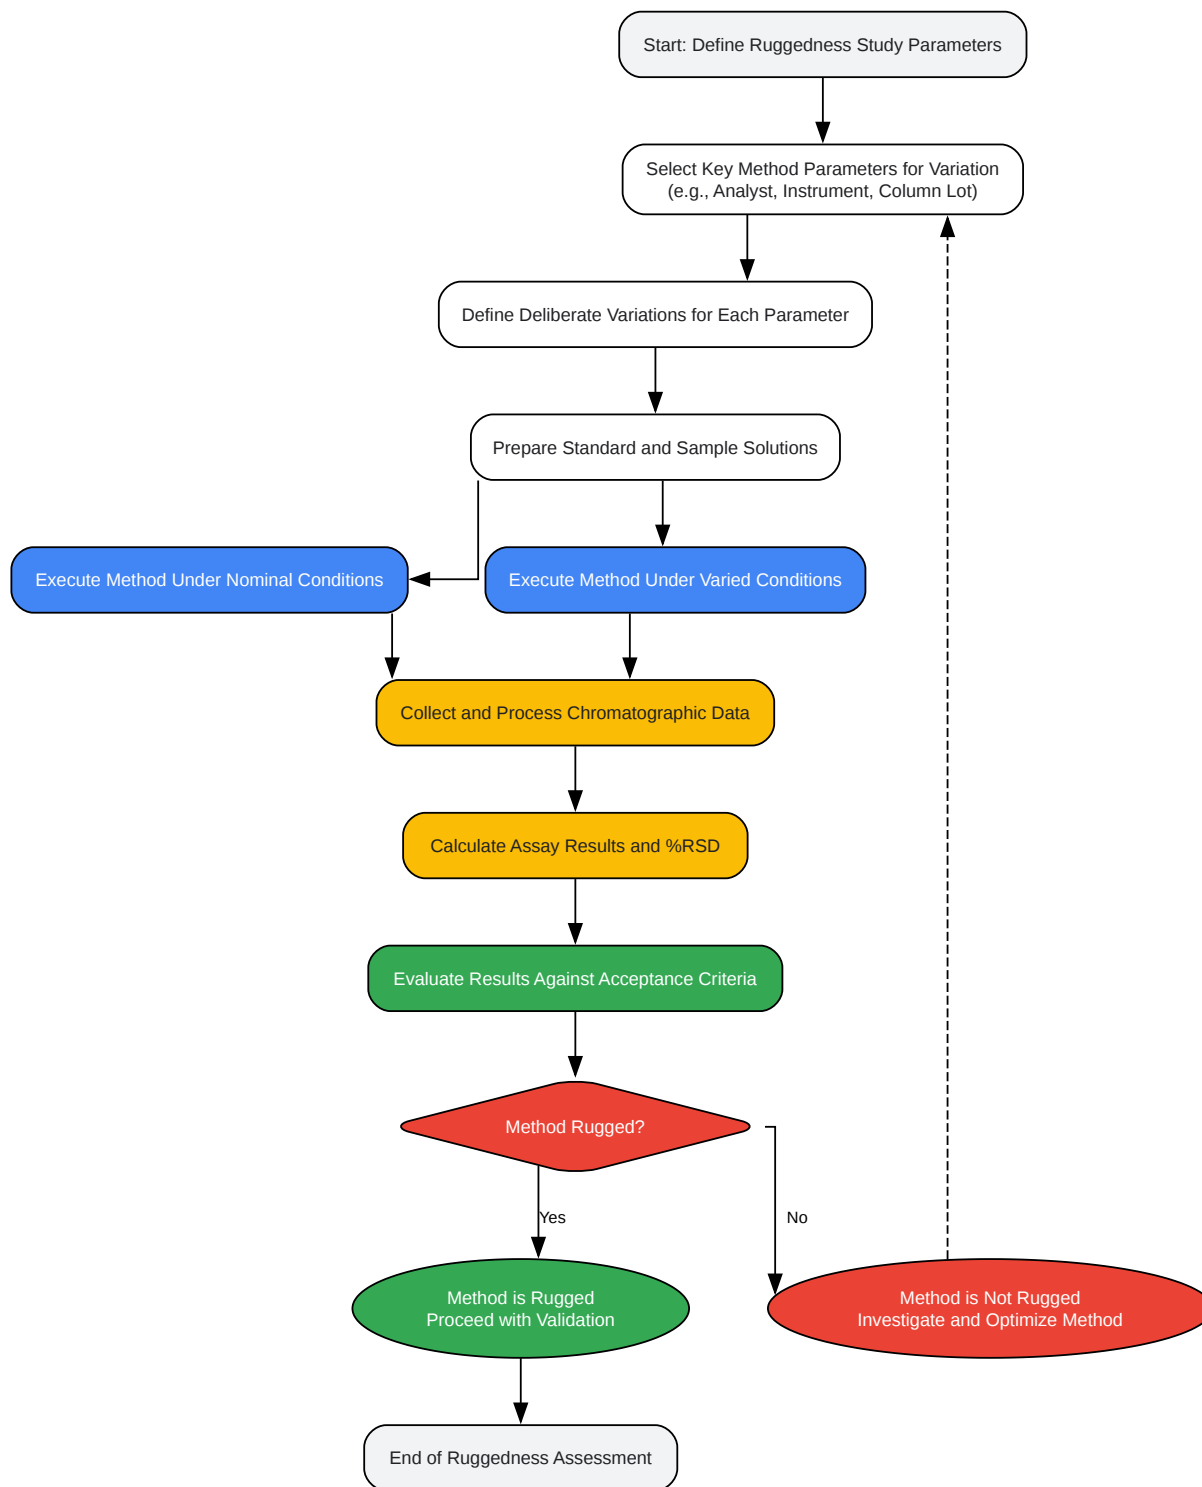 Start: Define Ruggedness Study Parameters
Select Key Method Parameters for Variation
(e.g., Analyst, Instrument, Column Lot)
Define Deliberate Variations for Each Parameter
Prepare Standard and Sample Solutions
Execute Method Under Nominal Conditions
Execute Method Under Varied Conditions
Collect and Process Chromatographic Data
Calculate Assay Results and %RSD
Evaluate Results Against Acceptance Criteria
Method Rugged?
Yes
No
Method is Rugged
Proceed with Validation
Method is Not Rugged
Investigate and Optimize Method
End of Ruggedness Assessment